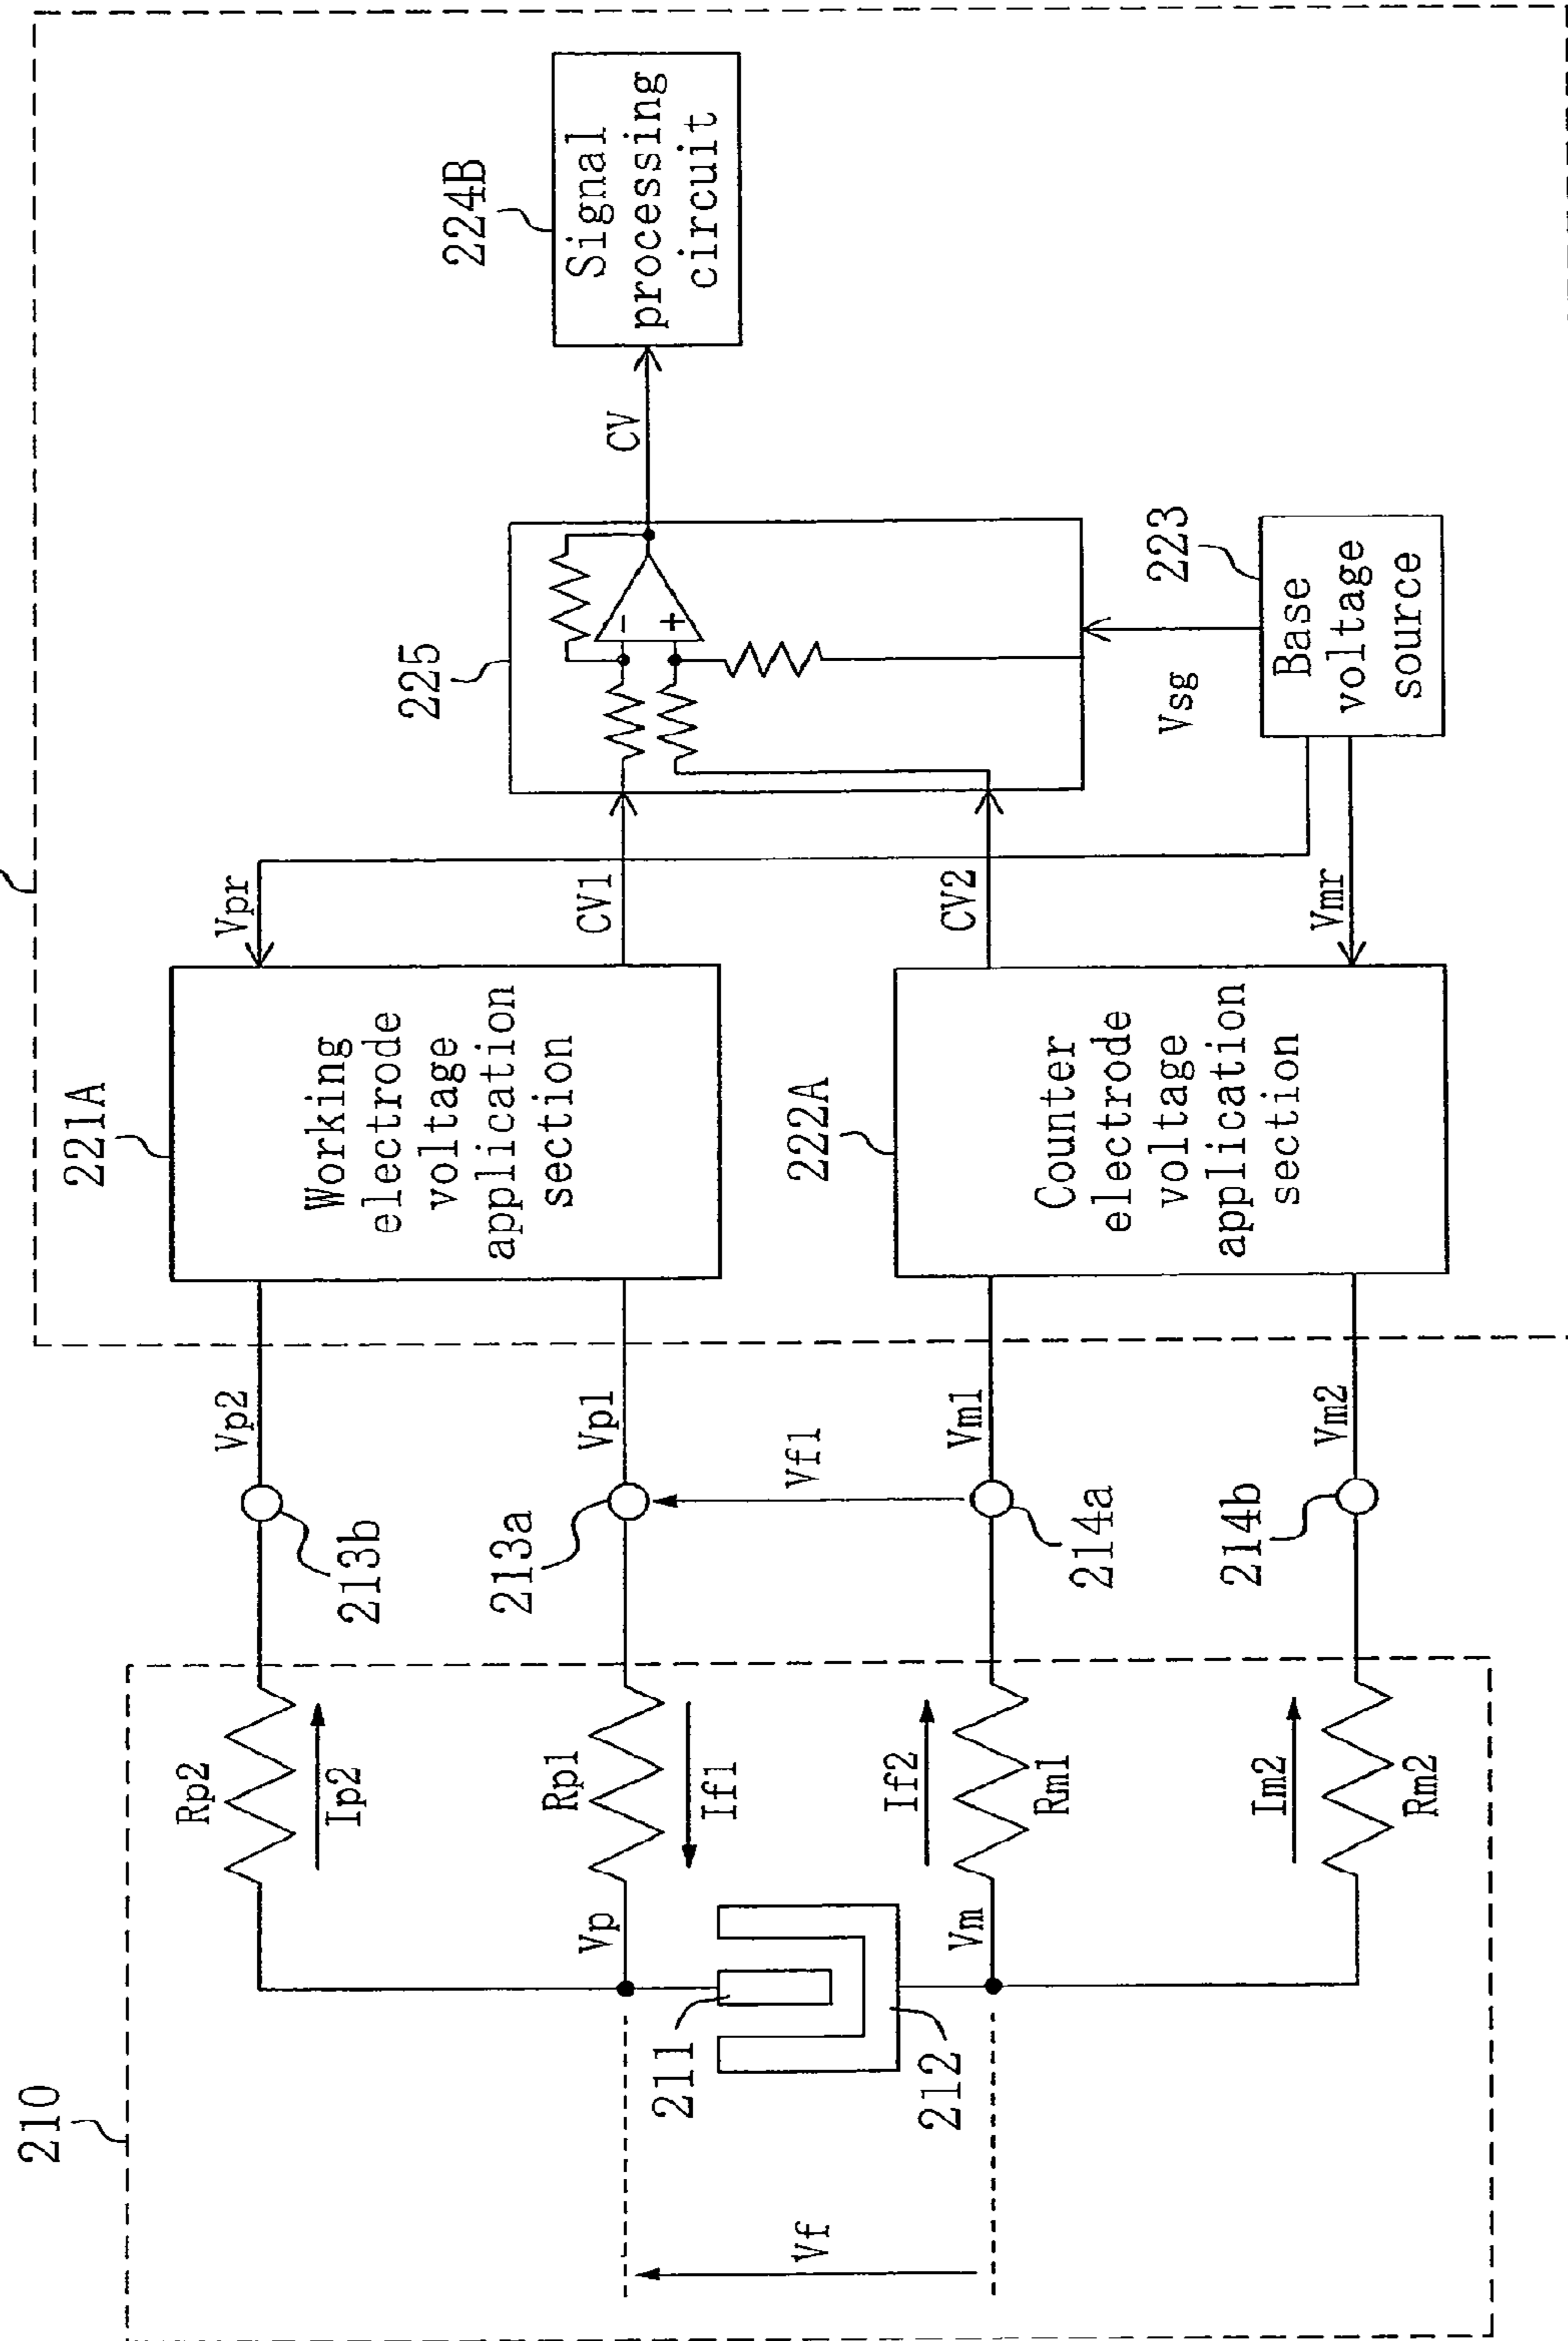 210
Vf
211
212
Vp
Vm
Rp2
Ip2
Rp1
If1
If2
Rm1
Im2
Rm2
213b
213a
214a
214b
Vf1
Vp2
Vp1
Vm1
Vm2
221A
Working
electrode
voltage
application
section
222A
Counter
electrode
voltage
application
section
Vpr
CV1
CV2
Vmr
225
−
+
Vsg
223
Base
voltage
source
CV
224B
Signal
processing
circuit